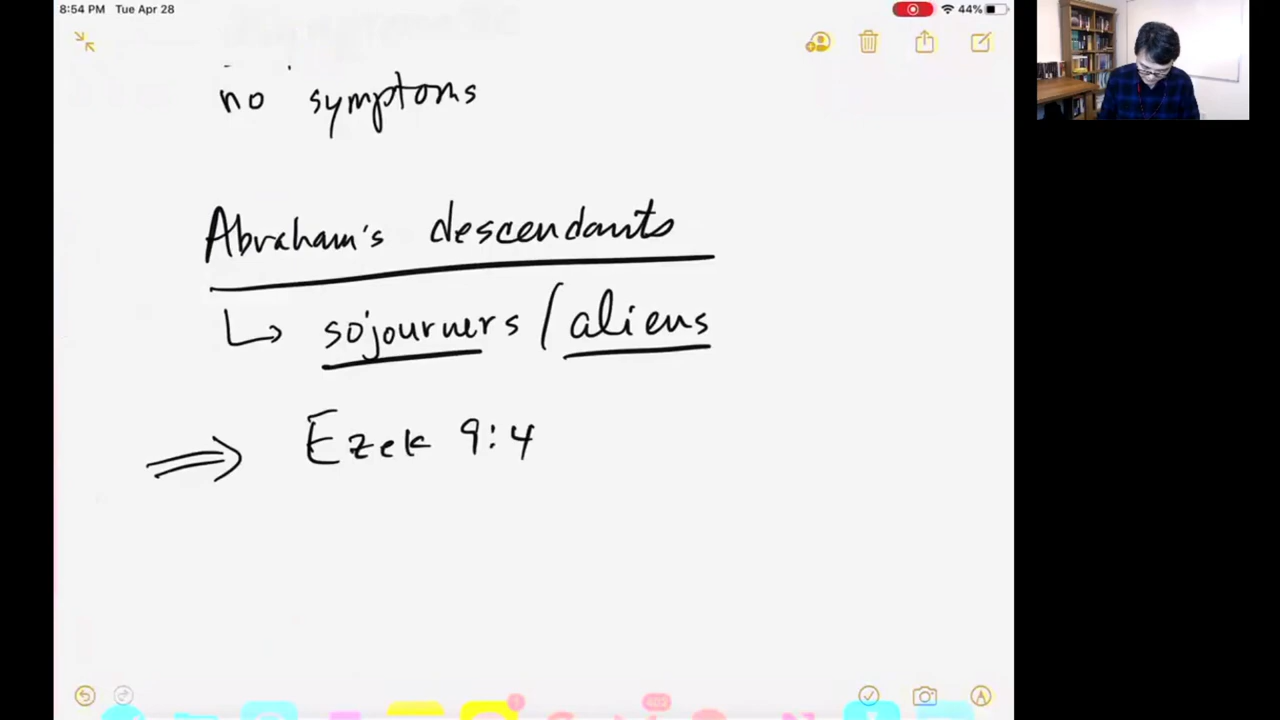 8:54 PM Tue Apr 28
44%
no symptoms
Abraham's descendants
sojourners / aliens
Ezek 9:4